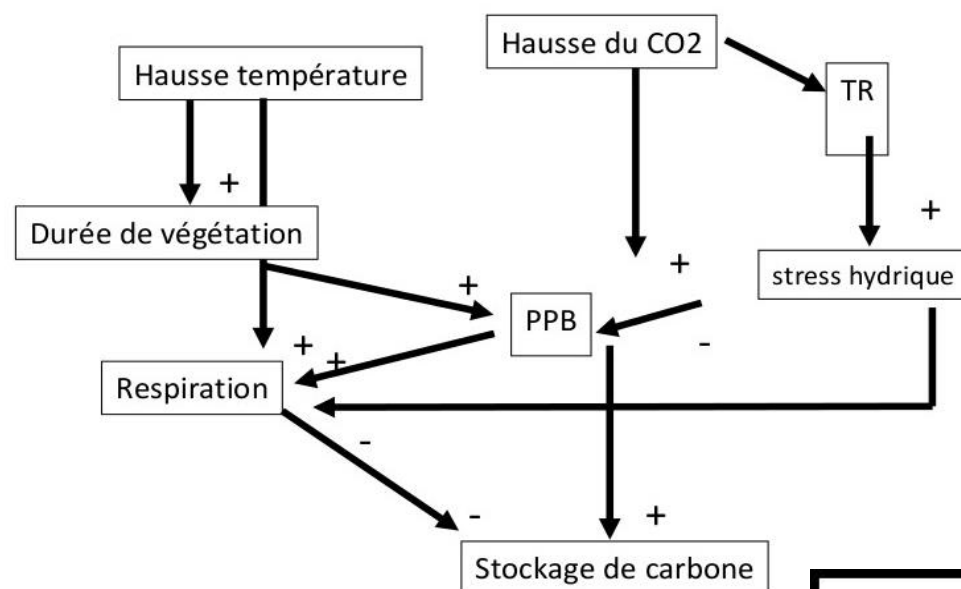 Hausse du CO2
Hausse température
TR
+
+
Durée de végétation
+
stress hydrique
+
PPB
-
+
+
Respiration
-
-
+
Stockage de carbone